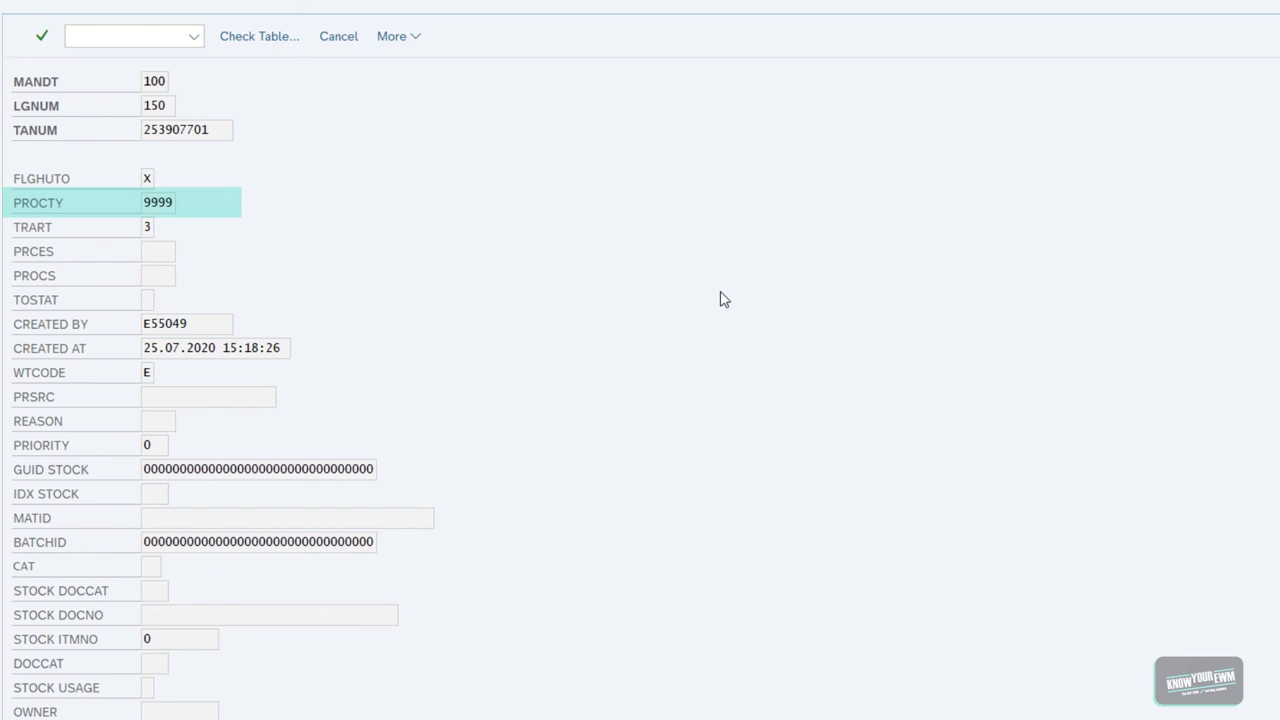 Check Table... Cancel More
MANDT 100
LGNUM 150
TANUM 253907701
FLGHUTO X
PROCTY 9999
TRART 3
PRCES
PROCS
TOSTAT
CREATED BY E55049
CREATED AT 25.07.2020 15:18:26
WTCODE E
PRSRC
REASON
PRIORITY 0
GUID STOCK 00000000000000000000000000000000
IDX STOCK
MATID
BATCHID 00000000000000000000000000000000
CAT
STOCK DOCCAT
STOCK DOCNO
STOCK ITMNO 0
DOCCAT
STOCK USAGE
OWNER
KNOW YOUR EWM